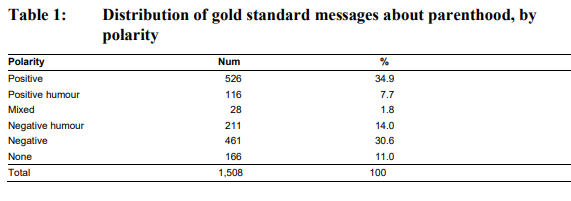 Table 1: Distribution of gold standard messages about parenthood, by
polarity
Polarity Num %
Positive 526 34.9
Positive humour 116 7.7
Mixed 28 1.8
Negative humour 211 14.0
Negative 461 30.6
None 166 11.0
Total 1,508 100